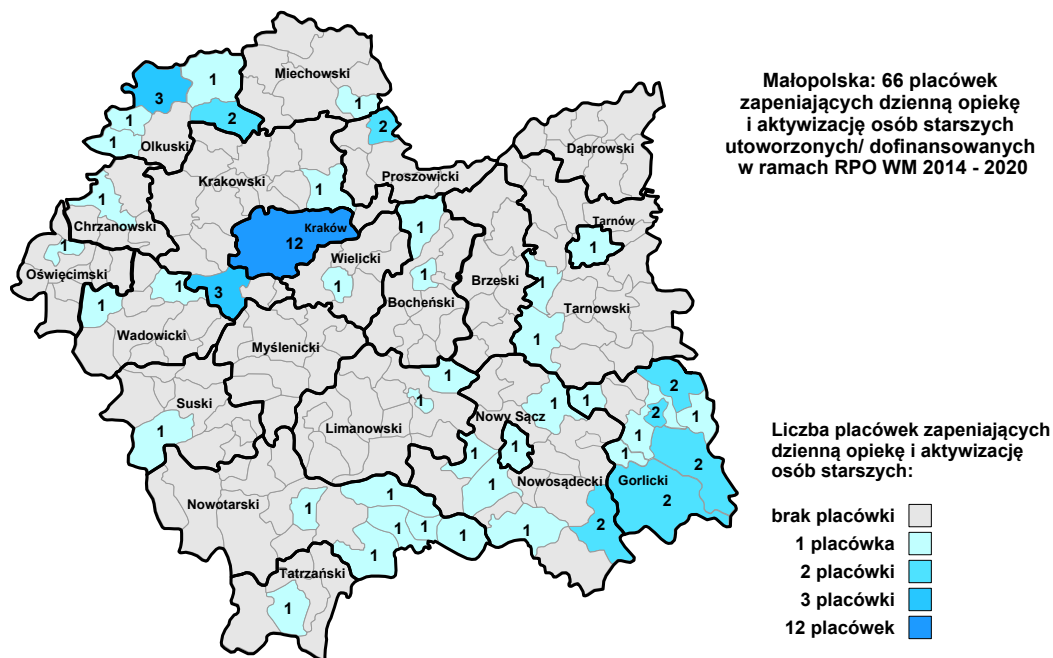 Małopolska: 66 placówek
zapeniających dzienną opiekę
i aktywizację osób starszych
utoworzonych/ dofinansowanych
w ramach RPO WM 2014 - 2020
Miechowski
1
3
1
1
2
2
1
1
Olkuski
Dąbrowski
Krakowski
1
Proszowicki
1
Chrzanowski
1
Kraków
12
Tarnów
1
1
Oświęcimski
Wielicki
1
1
Bocheński
Brzeski
1
1
3
1
Wadowicki
Tarnowski
Myślenicki
1
1
2
Suski
1
1
1
1
Nowy Sącz
2
1
1
Limanowski
1
1
1
1
2
Nowotarski
Nowosądecki
Gorlicki
1
1
1
2
1
1
1
1
1
2
1
Tatrzański
1
Liczba placówek zapeniających
dzienną opiekę i aktywizację
osób starszych:
brak placówki
1 placówka
2 placówki
3 placówki
12 placówek